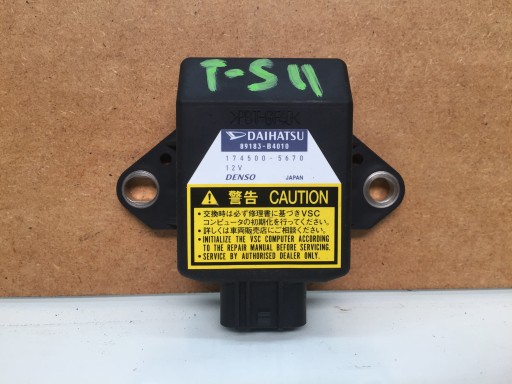 T-S11
>PBT-GF30<
DAIHATSU
89183-B4010
174500-5670
12V
DENSO JAPAN
警告 CAUTION
・交換時は必ず修理書に基づきVSC
コンピュータの初期化を行ってください。
・詳しくは車両販売店にご相談ください。
・INITIALIZE THE VSC COMPUTER ACCORDING
TO THE REPAIR MANUAL BEFORE SERVICING.
・SERVICE BY AUTHORISED DEALER ONLY.